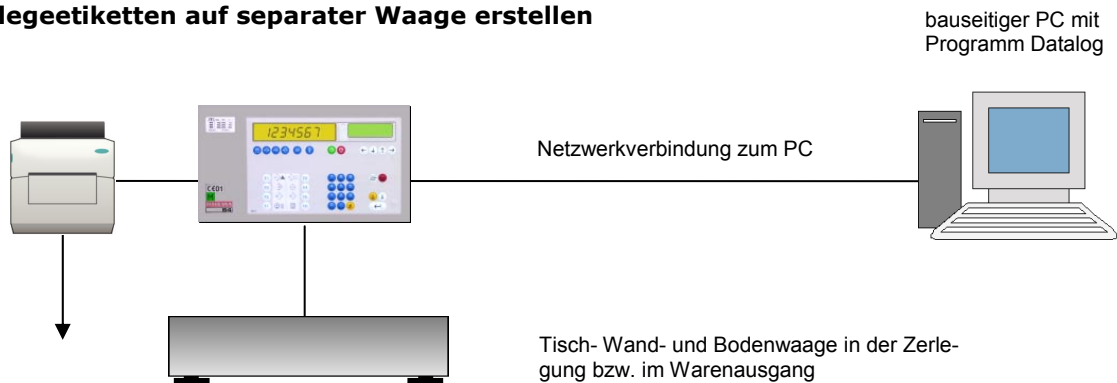 legeetiketten auf separater Waage erstellen
bauseitiger PC mit
Programm Datalog
1234567
Netzwerkverbindung zum PC
Tisch- Wand- und Bodenwaage in der Zerle-
gung bzw. im Warenausgang